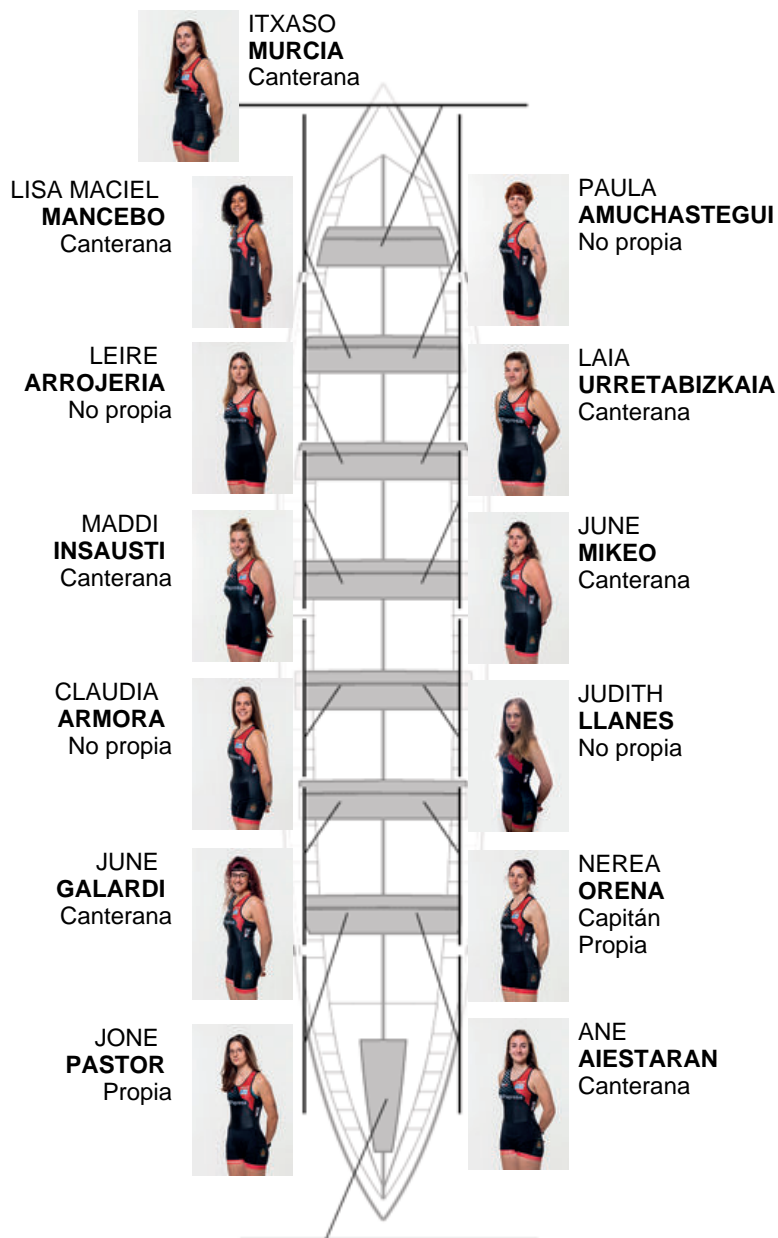 ITXASO
MURCIA
Canterana
LISA MACIEL
MANCEBO
Canterana
PAULA
AMUCHASTEGUI
No propia
LEIRE
ARROJERIA
No propia
LAIA
URRETABIZKAIA
Canterana
MADDI
INSAUSTI
Canterana
JUNE
MIKEO
Canterana
CLAUDIA
ARMORA
No propia
JUDITH
LLANES
No propia
JUNE
GALARDI
Canterana
NEREA
ORENA
Capitán
Propia
JONE
PASTOR
Propia
ANE
AIESTARAN
Canterana